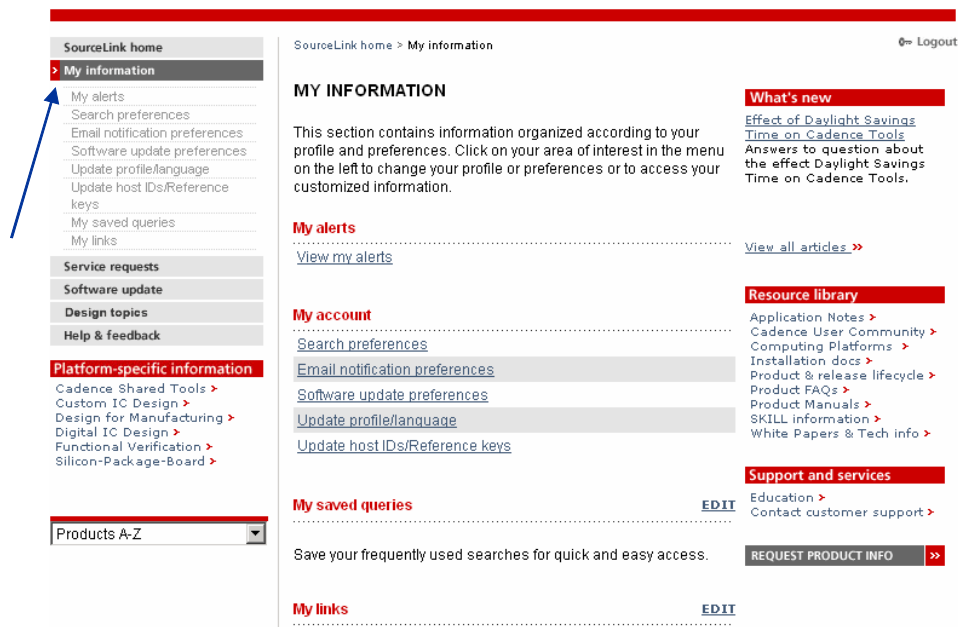 SourceLink home
My information
My alerts
Search preferences
Email notification preferences
Software update preferences
Update profile/language
Update host IDs/Reference
keys
My saved queries
My links
Service requests
Software update
Design topics
Help & feedback
Platform-specific information
Cadence Shared Tools >
Custom IC Design >
Design for Manufacturing >
Digital IC Design >
Functional Verification >
Silicon-Package-Board >
Products A-Z
SourceLink home > My information
Logout
MY INFORMATION
This section contains information organized according to your
profile and preferences. Click on your area of interest in the menu
on the left to change your profile or preferences or to access your
customized information.
My alerts
View my alerts
My account
Search preferences
Email notification preferences
Software update preferences
Update profile/language
Update host IDs/Reference keys
My saved queries EDIT
Save your frequently used searches for quick and easy access.
My links EDIT
What's new
Effect of Daylight Savings
Time on Cadence Tools
Answers to question about
the effect Daylight Savings
Time on Cadence Tools.
View all articles »
Resource library
Application Notes >
Cadence User Community >
Computing Platforms >
Installation docs >
Product & release lifecycle >
Product FAQs >
Product Manuals >
SKILL information >
White Papers & Tech info >
Support and services
Education >
Contact customer support >
REQUEST PRODUCT INFO »